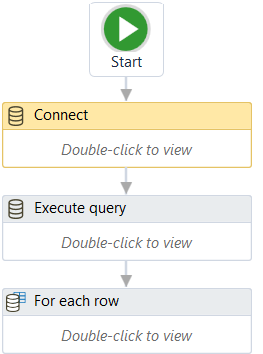 Start
Connect
Double-click to view
Execute query
Double-click to view
For each row
Double-click to view